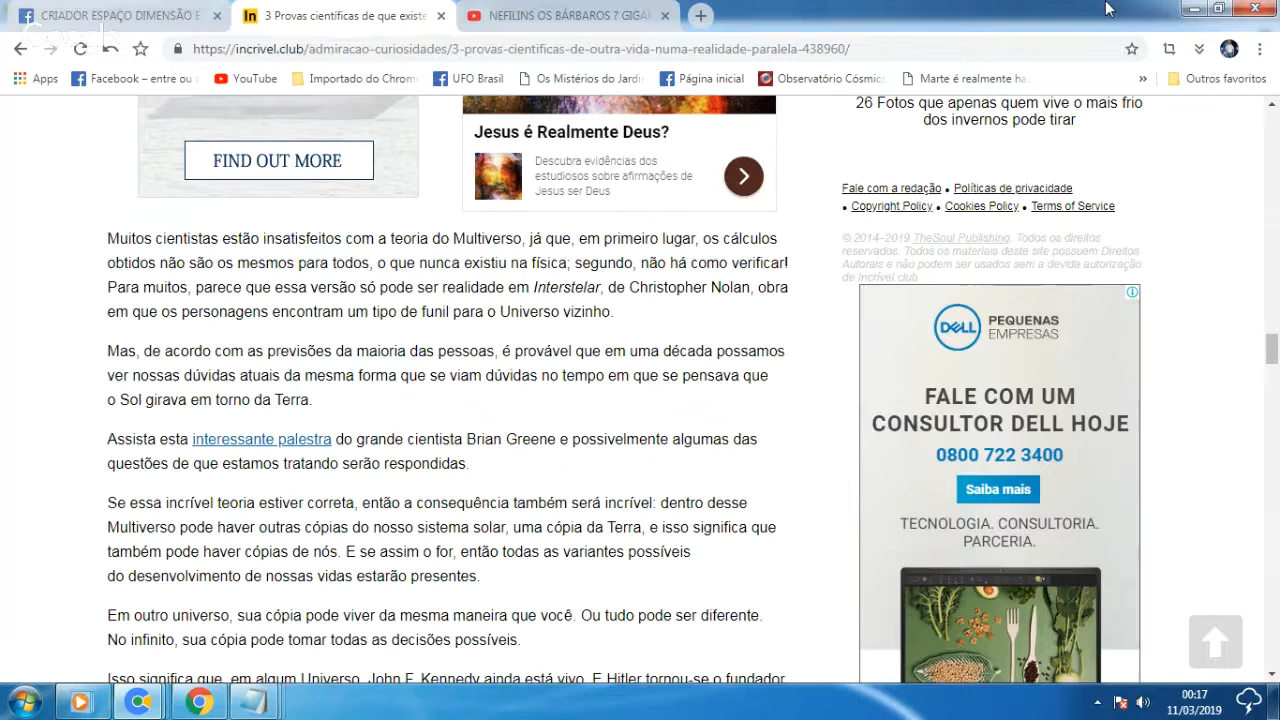 CRIADOR ESPAÇO DIMENSÃO E
3 Provas científicas de que existe
NEFILINS OS BÁRBAROS ? GIGA
https://incrivel.club/admiracao-curiosidades/3-provas-cientificas-de-outra-vida-numa-realidade-paralela-438960/
Apps
Facebook – entre ou c
YouTube
Importado do Chrome
UFO Brasil
Os Mistérios do Jardi
Página inicial
Observatório Cósmic
Marte é realmente ha
»
Outros favoritos
FIND OUT MORE
Jesus é Realmente Deus?
Descubra evidências dos
estudiosos sobre afirmações de
Jesus ser Deus
26 Fotos que apenas quem vive o mais frio
dos invernos pode tirar
Fale com a redação • Políticas de privacidade
• Copyright Policy • Cookies Policy • Terms of Service
© 2014–2019 TheSoul Publishing. Todos os direitos
reservados. Todos os materiais deste site possuem Direitos
Autorais e não podem ser usados sem a devida autorização
de Incrível.club
Muitos cientistas estão insatisfeitos com a teoria do Multiverso, já que, em primeiro lugar, os cálculos
obtidos não são os mesmos para todos, o que nunca existiu na física; segundo, não há como verificar!
Para muitos, parece que essa versão só pode ser realidade em Interstelar, de Christopher Nolan, obra
em que os personagens encontram um tipo de funil para o Universo vizinho.
Mas, de acordo com as previsões da maioria das pessoas, é provável que em uma década possamos
ver nossas dúvidas atuais da mesma forma que se viam dúvidas no tempo em que se pensava que
o Sol girava em torno da Terra.
Assista esta interessante palestra do grande cientista Brian Greene e possivelmente algumas das
questões de que estamos tratando serão respondidas.
Se essa incrível teoria estiver correta, então a consequência também será incrível: dentro desse
Multiverso pode haver outras cópias do nosso sistema solar, uma cópia da Terra, e isso significa que
também pode haver cópias de nós. E se assim o for, então todas as variantes possíveis
do desenvolvimento de nossas vidas estarão presentes.
Em outro universo, sua cópia pode viver da mesma maneira que você. Ou tudo pode ser diferente.
No infinito, sua cópia pode tomar todas as decisões possíveis.
Isso significa que, em algum Universo, John F. Kennedy ainda está vivo. E Hitler tornou-se o fundador
DELL
PEQUENAS
EMPRESAS
FALE COM UM
CONSULTOR DELL HOJE
0800 722 3400
Saiba mais
TECNOLOGIA. CONSULTORIA.
PARCERIA.
00:17
11/03/2019